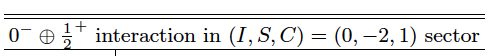 0⁻ ⊕ ½⁺ interaction in (I, S, C) = (0, −2, 1) sector